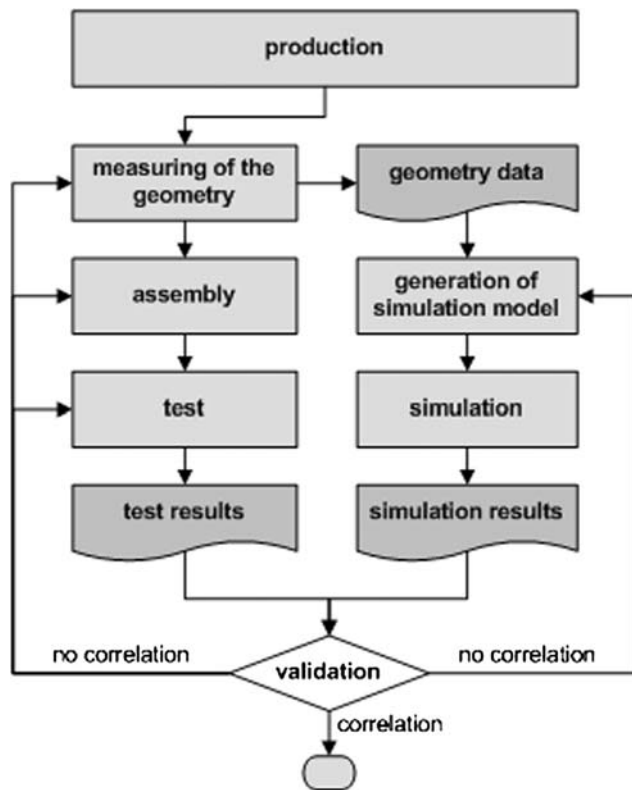 production
measuring of the
geometry
geometry data
assembly
generation of
simulation model
test
simulation
test results
simulation results
no correlation
validation
no correlation
correlation